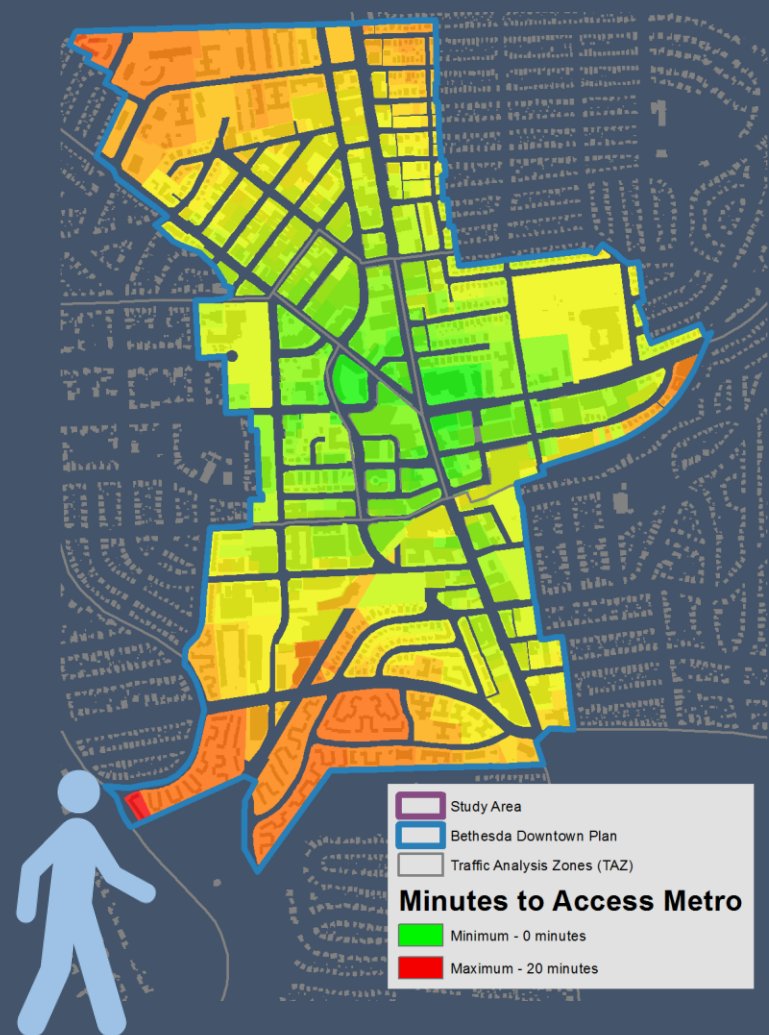 Study Area
Bethesda Downtown Plan
Traffic Analysis Zones (TAZ)
Minutes to Access Metro
Minimum - 0 minutes
Maximum - 20 minutes